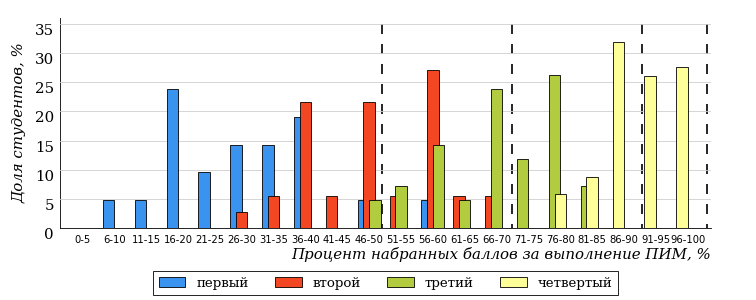 35
30
25
20
15
10
5
0
Доля студентов, %
0-5 6-10 11-15 16-20 21-25 26-30 31-35 36-40 41-45 46-50 51-55 56-60 61-65 66-70 71-75 76-80 81-85 86-90 91-95 96-100
Процент набранных баллов за выполнение ПИМ, %
первый второй третий четвертый